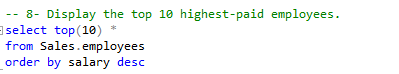 -- 8- Display the top 10 highest-paid employees.
select top(10) *
from Sales.employees
order by salary desc